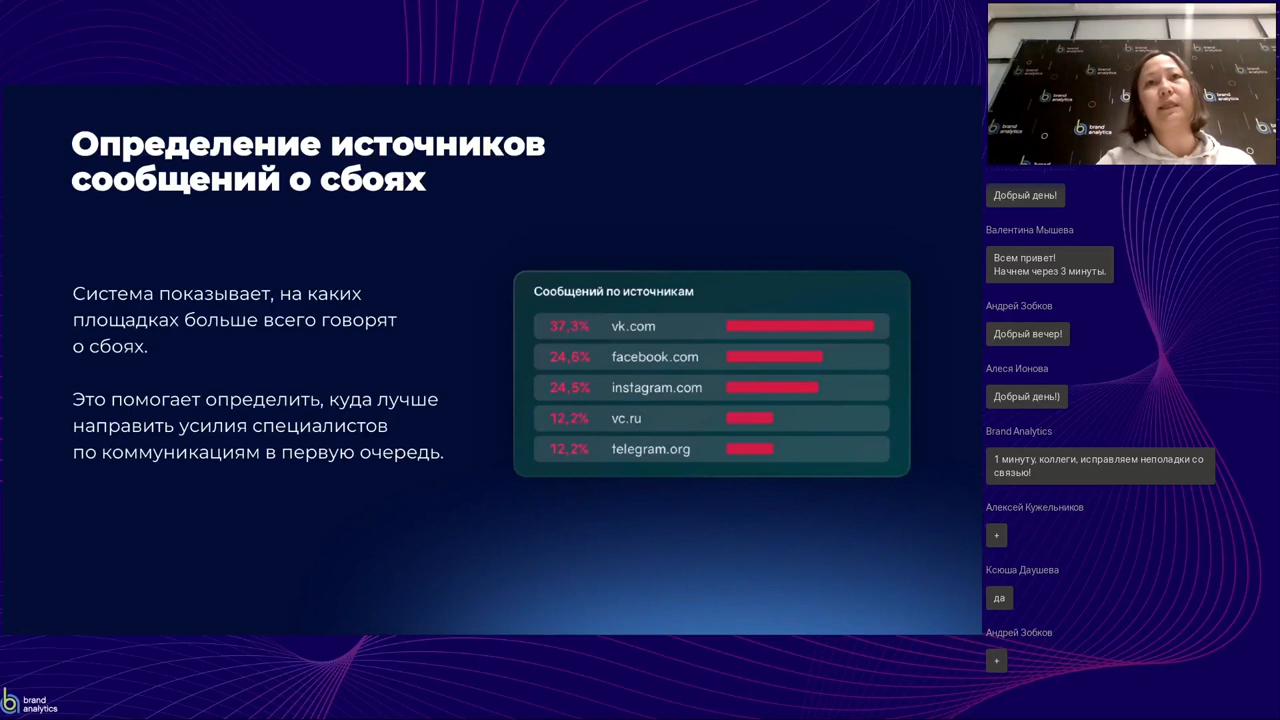 Определение источников
сообщений о сбоях
Система показывает, на каких
площадках больше всего говорят
о сбоях.
Это помогает определить, куда лучше
направить усилия специалистов
по коммуникациям в первую очередь.
Сообщений по источникам
37,3% vk.com
24,6% facebook.com
24,5% instagram.com
12,2% vc.ru
12,2% telegram.org
brand
analytics
Добрый день!
Валентина Мышева
Всем привет!
Начнем через 3 минуты.
Андрей Зобков
Добрый вечер!
Алеся Ионова
Добрый день!)
Brand Analytics
1 минуту, коллеги, исправляем неполадки со
связью!
Алексей Кужельников
+
Ксюша Даушева
да
Андрей Зобков
+
brand
analytics